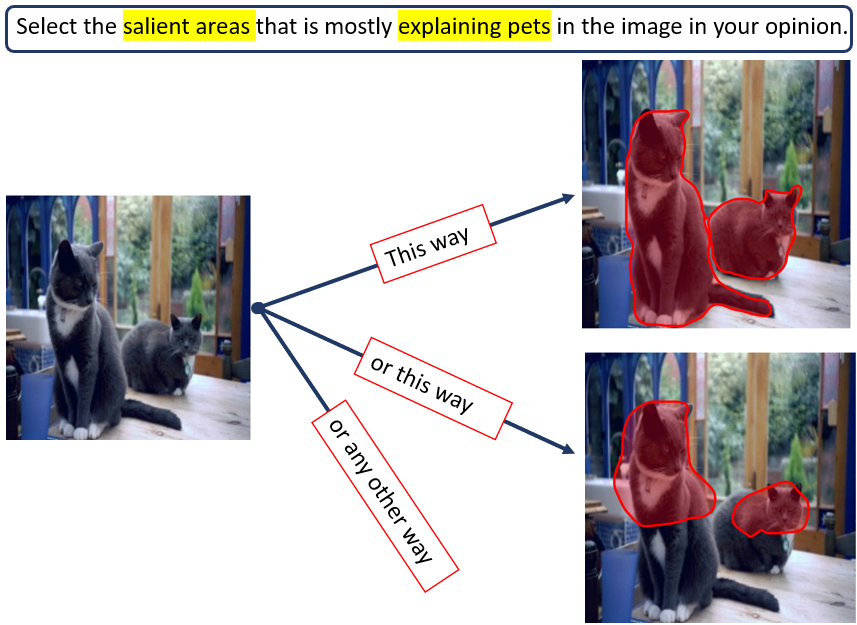 Select the salient areas that is mostly explaining pets in the image in your opinion.
This way
or this way
or any other way